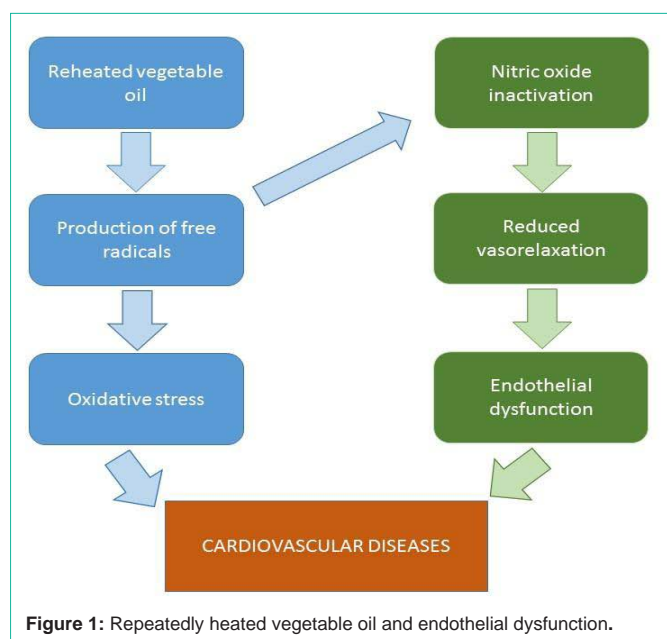 Reheated vegetable
oil
Production of free
radicals
Oxidative stress
Nitric oxide
inactivation
Reduced
vasorelaxation
Endothelial
dysfunction
CARDIOVASCULAR DISEASES
Figure 1: Repeatedly heated vegetable oil and endothelial dysfunction.